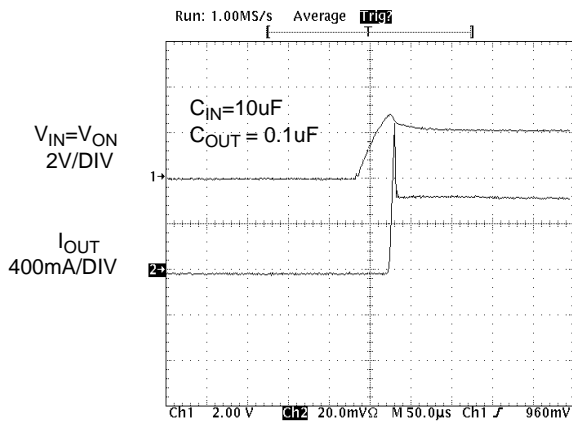 Run: 1.00MS/s Average Trig?
T
C_IN=10uF
C_OUT = 0.1uF
V_IN=V_ON
2V/DIV
1→
I_OUT
400mA/DIV
2→
Ch1 2.00 V Ch2 20.0mVΩ M 50.0µs Ch1 ƒ 960mV